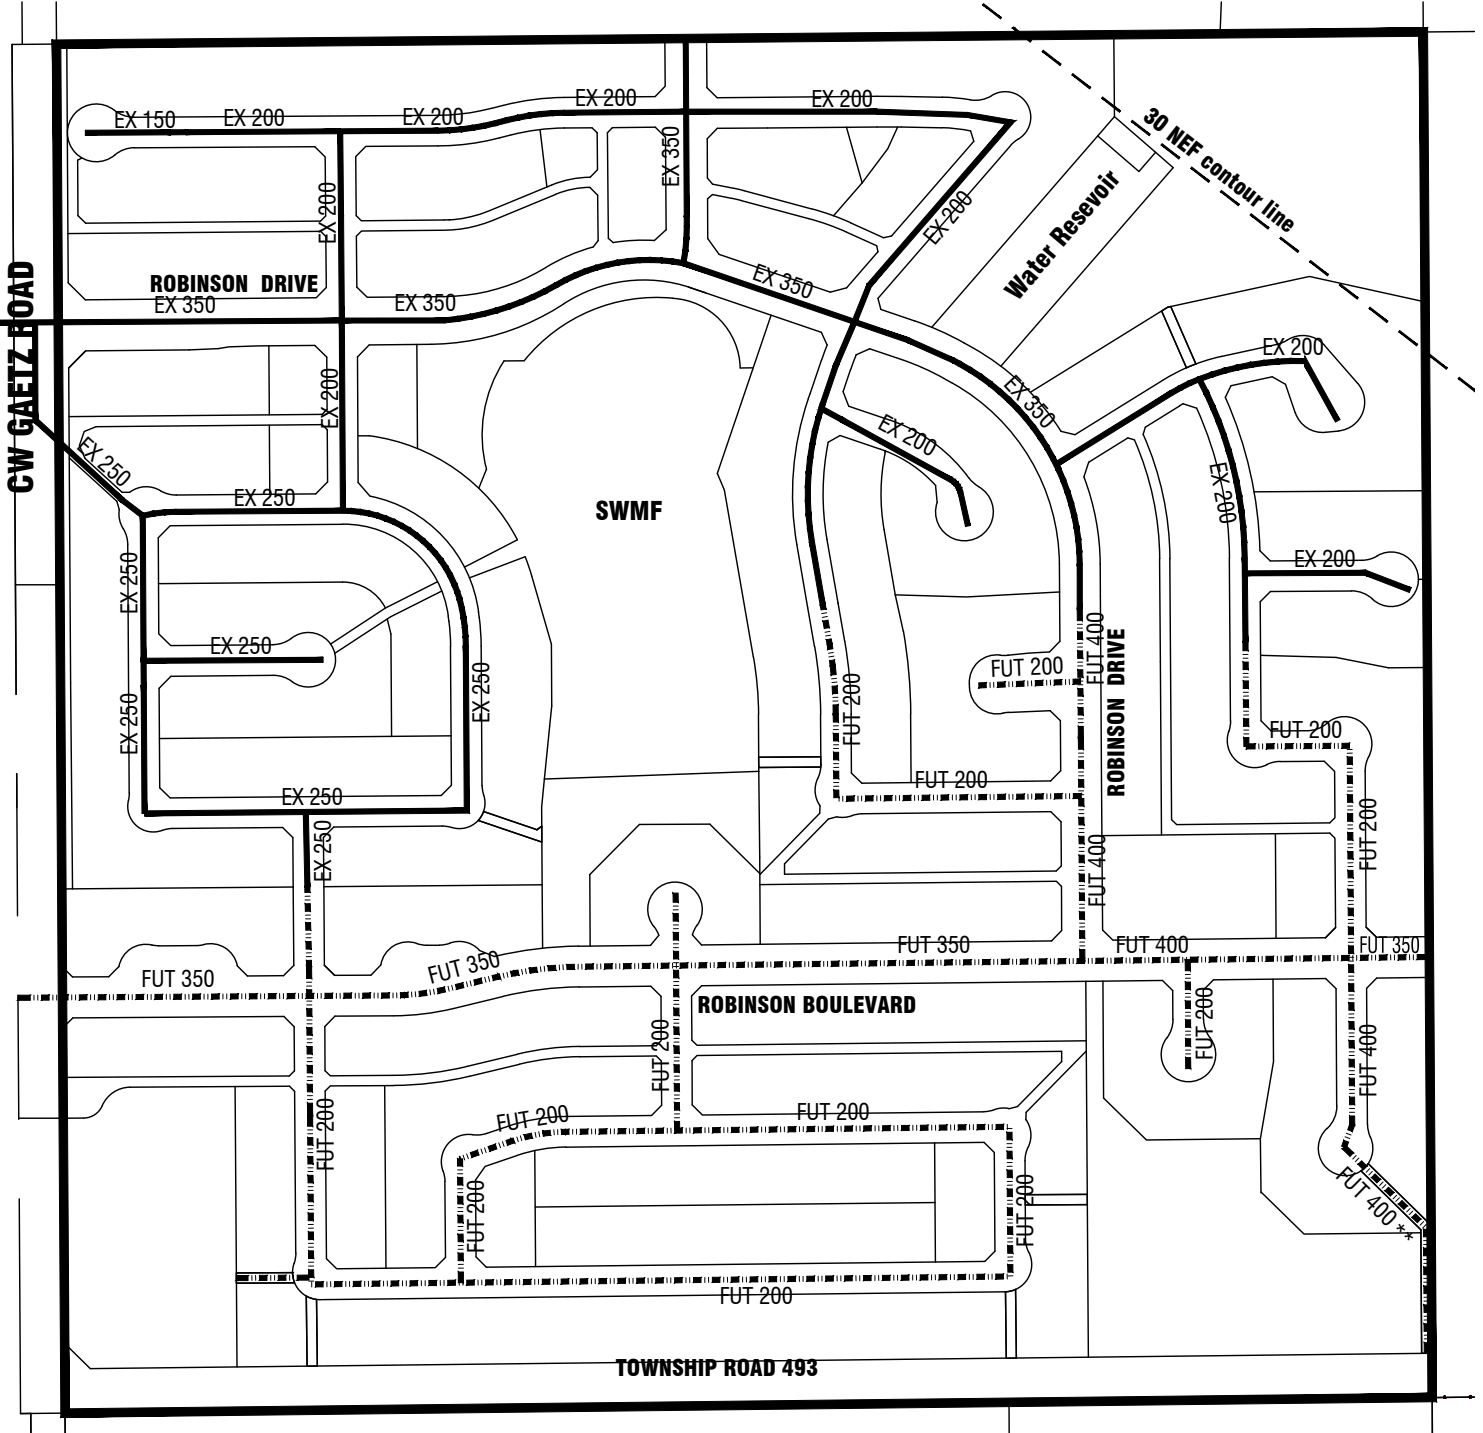 EX 150
EX 200
EX 200
EX 200
EX 200
30 NEF contour line
EX 350
EX 200
EX 200
Water Resevoir
ROBINSON DRIVE
EX 350
EX 350
EX 350
CW GAETZ ROAD
EX 200
EX 200
EX 350
EX 200
EX 250
EX 250
SWMF
EX 200
EX 200
EX 250
EX 250
EX 250
EX 250
FUT 200
FUT 400
ROBINSON DRIVE
FUT 200
FUT 200
FUT 200
EX 250
EX 250
FUT 400
FUT 200
FUT 350
FUT 350
FUT 350
FUT 400
FUT 350
ROBINSON BOULEVARD
FUT 200
FUT 200
FUT 400
FUT 200
FUT 200
FUT 200
FUT 200
FUT 200
FUT 400 **
FUT 200
TOWNSHIP ROAD 493